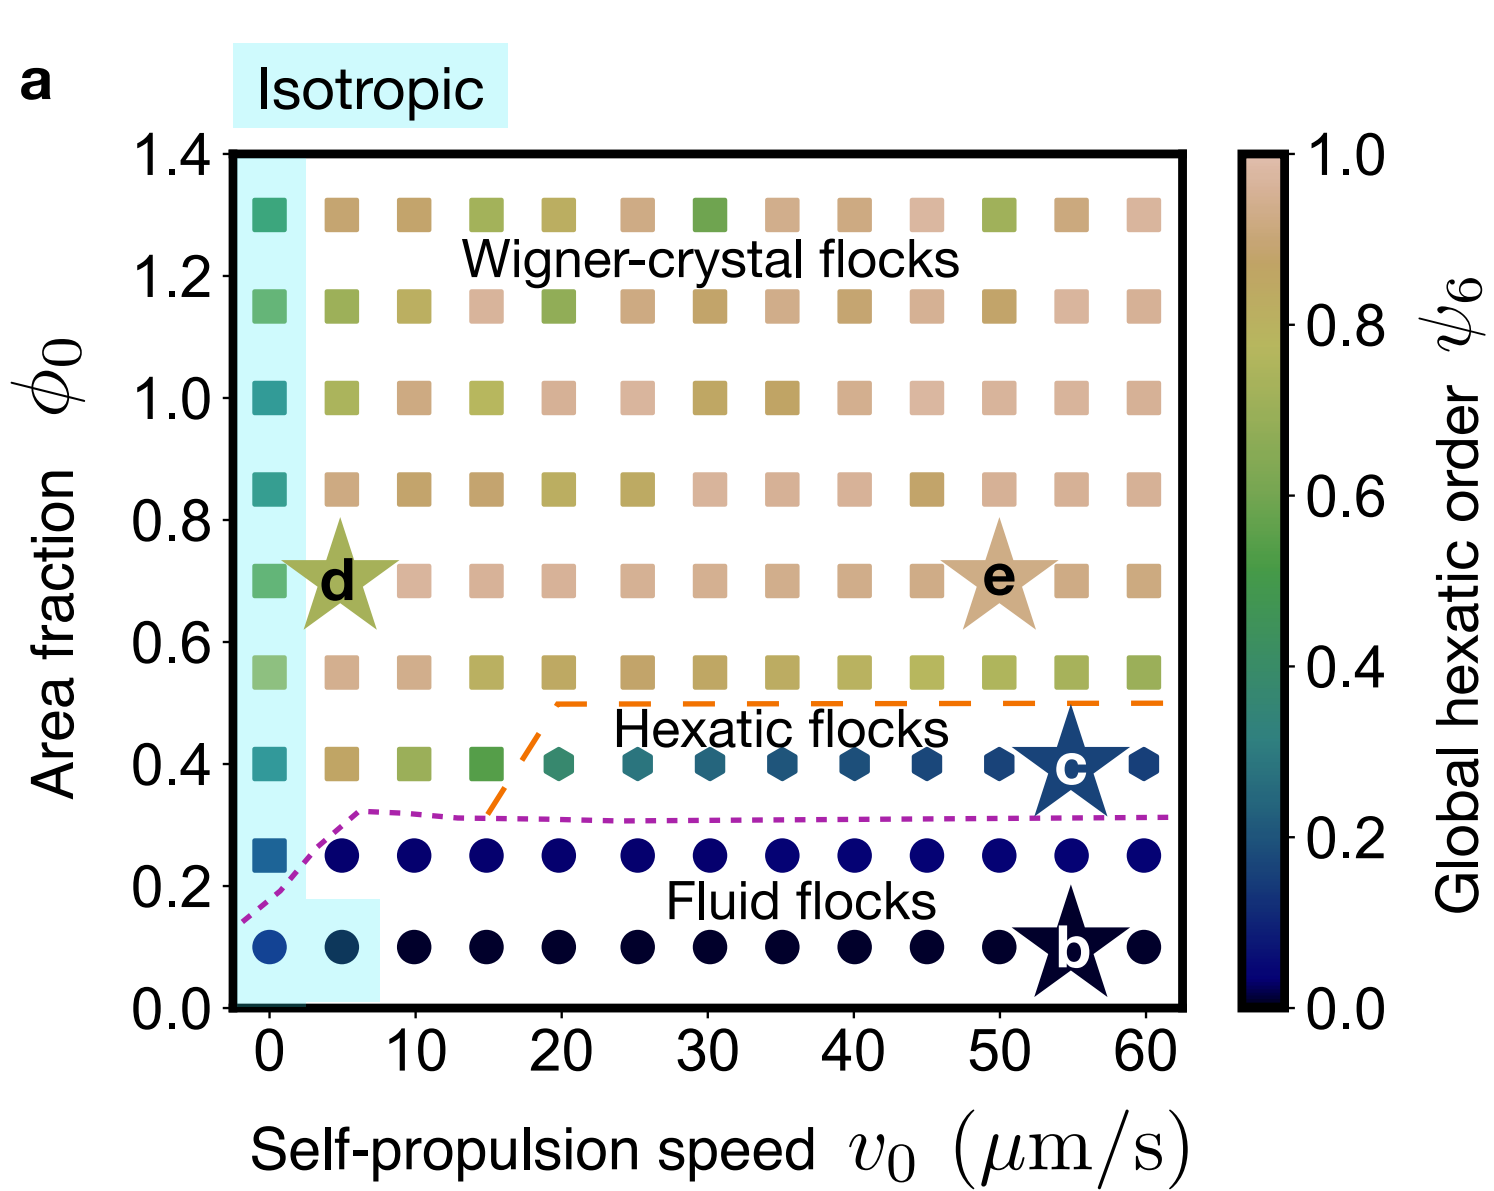 a
Isotropic
1.4
1.2
1.0
0.8
0.6
0.4
0.2
0.0
Area fraction ϕ₀
Wigner-crystal flocks
d
e
Hexatic flocks
c
Fluid flocks
b
0 10 20 30 40 50 60
Self-propulsion speed v₀ (μm/s)
1.0
0.8
0.6
0.4
0.2
0.0
Global hexatic order ψ₆